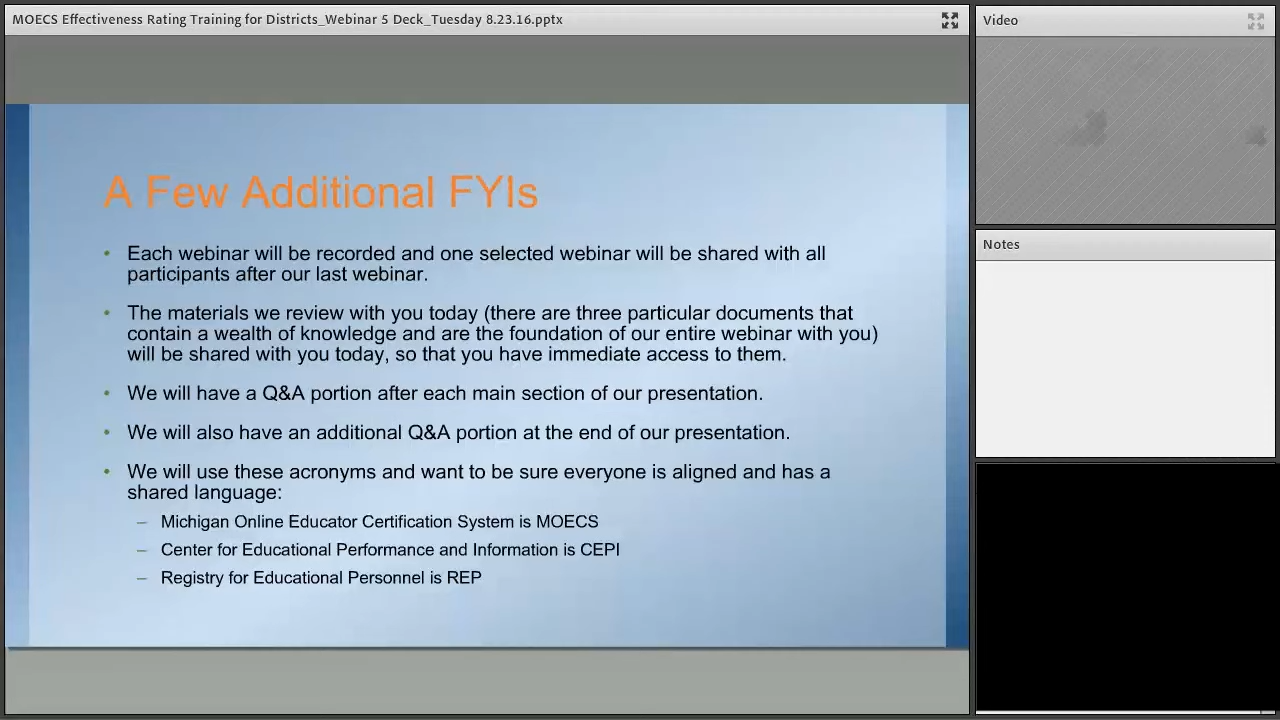 MOECS Effectiveness Rating Training for Districts_Webinar 5 Deck_Tuesday 8.23.16.pptx
Video
Notes
A Few Additional FYIs
• Each webinar will be recorded and one selected webinar will be shared with all
participants after our last webinar.
• The materials we review with you today (there are three particular documents that
contain a wealth of knowledge and are the foundation of our entire webinar with you)
will be shared with you today, so that you have immediate access to them.
• We will have a Q&A portion after each main section of our presentation.
• We will also have an additional Q&A portion at the end of our presentation.
• We will use these acronyms and want to be sure everyone is aligned and has a
shared language:
– Michigan Online Educator Certification System is MOECS
– Center for Educational Performance and Information is CEPI
– Registry for Educational Personnel is REP